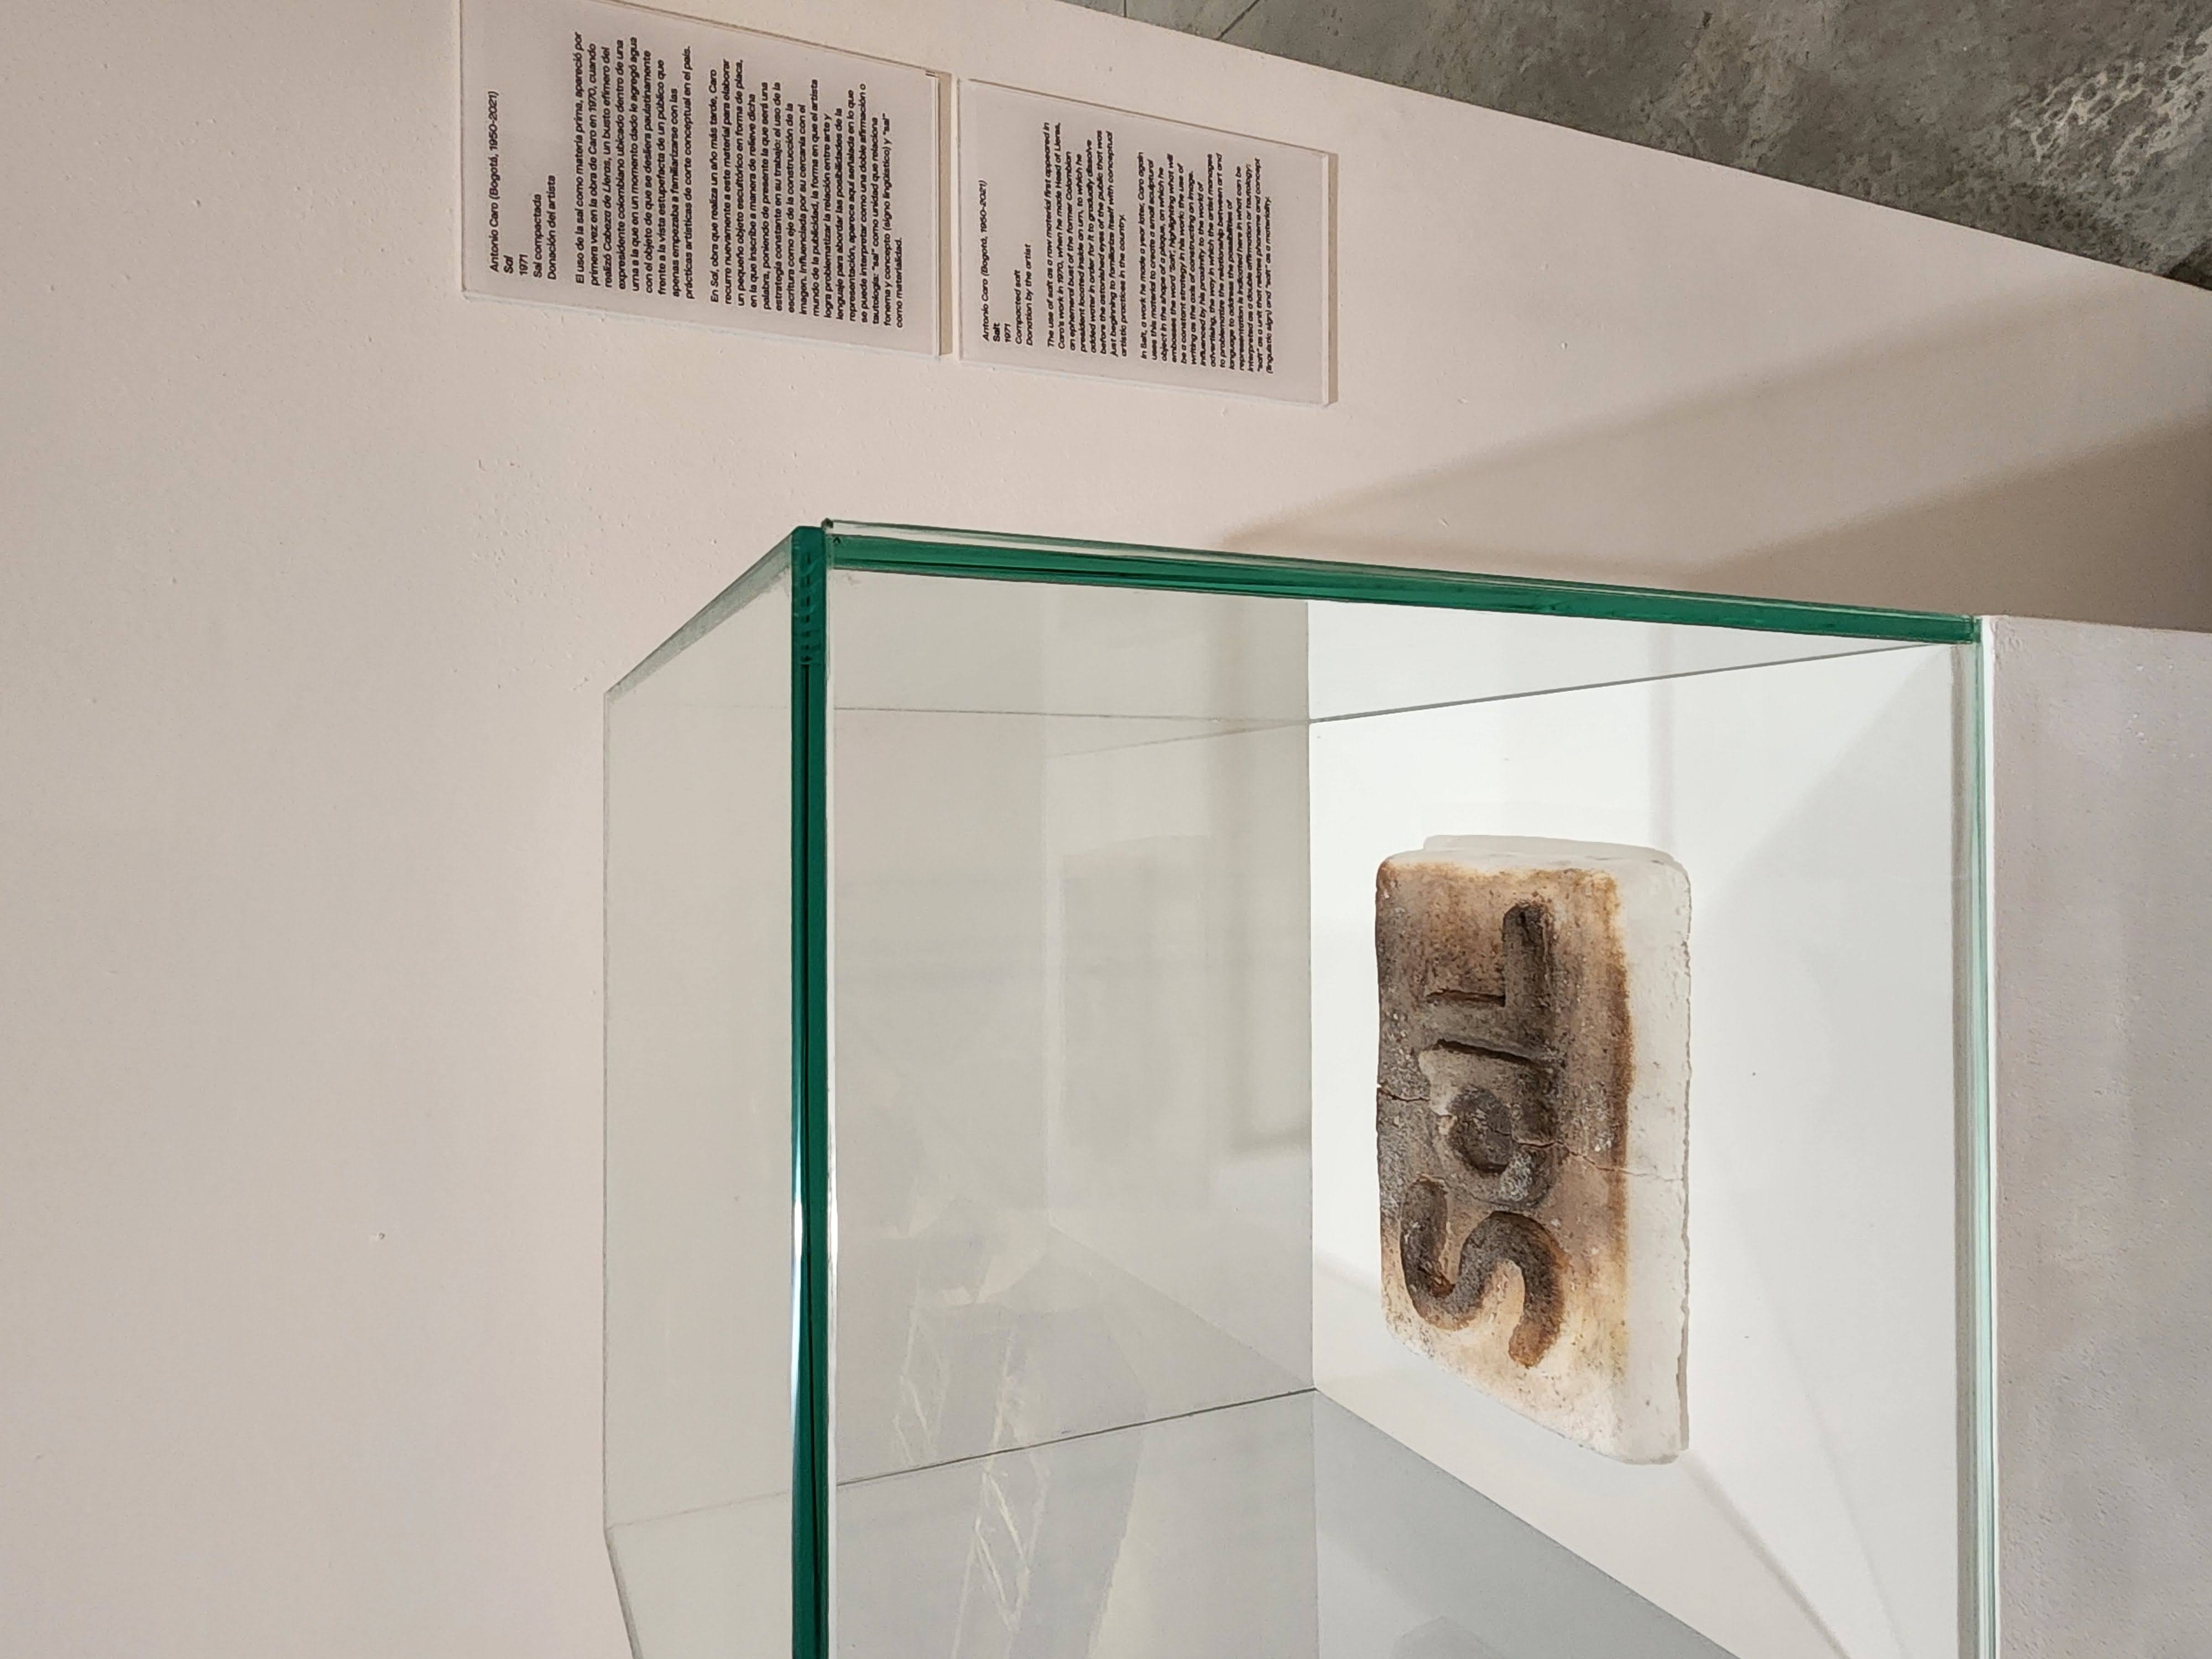 SaL
Antonio Caro (Bogotá, 1950-2021)
Sal
1971
Sal compactada
Donación del artista
El uso de la sal como materia prima, apareció por
primera vez en la obra de Caro en 1970, cuando
realizó Cabeza de Lleras, un busto efímero del
expresidente colombiano ubicado dentro de una
urna a la que en un momento dado le agregó agua
con el objeto de que se desliera paulatinamente
frente a la vista estupefacta de un público que
apenas empezaba a familiarizarse con las
prácticas artísticas de corte conceptual en el país.
En Sal, obra que realiza un año más tarde, Caro
recurre nuevamente a este material para elaborar
un pequeño objeto escultórico en forma de placa,
en la que inscribe a manera de relieve dicha
palabra, poniendo de presente la que será una
estrategia constante en su trabajo: el uso de la
escritura como eje de la construcción de la
imagen. Influenciada por su cercanía con el
mundo de la publicidad, la forma en que el artista
logra problematizar la relación entre arte y
lenguaje para abordar las posibilidades de la
representación, aparece aquí señalada en lo que
se puede interpretar como una doble afirmación o
tautología: "sal" como unidad que relaciona
fonema y concepto (signo lingüístico) y "sal"
como materialidad.
Antonio Caro (Bogotá, 1950-2021)
Salt
1971
Compacted salt
Donation by the artist
The use of salt as a raw material first appeared in
Caro's work in 1970, when he made Head of Lleras,
an ephemeral bust of the former Colombian
president located inside an urn, to which he
added water in order for it to gradually dissolve
before the astonished eyes of the public that was
just beginning to familiarize itself with conceptual
artistic practices in the country.
In Salt, a work he made a year later, Caro again
uses this material to create a small sculptural
object in the shape of a plaque, on which he
embosses the word 'Salt', highlighting what will
be a constant strategy in his work: the use of
writing as the axis of constructing an image.
Influenced by his proximity to the world of
advertising, the way in which the artist manages
to problematize the relationship between art and
language to address the possibilities of
representation is indicated here in what can be
interpreted as a double affirmation or tautology:
"salt" as a unit that relates phoneme and concept
(linguistic sign) and "salt" as a materiality.